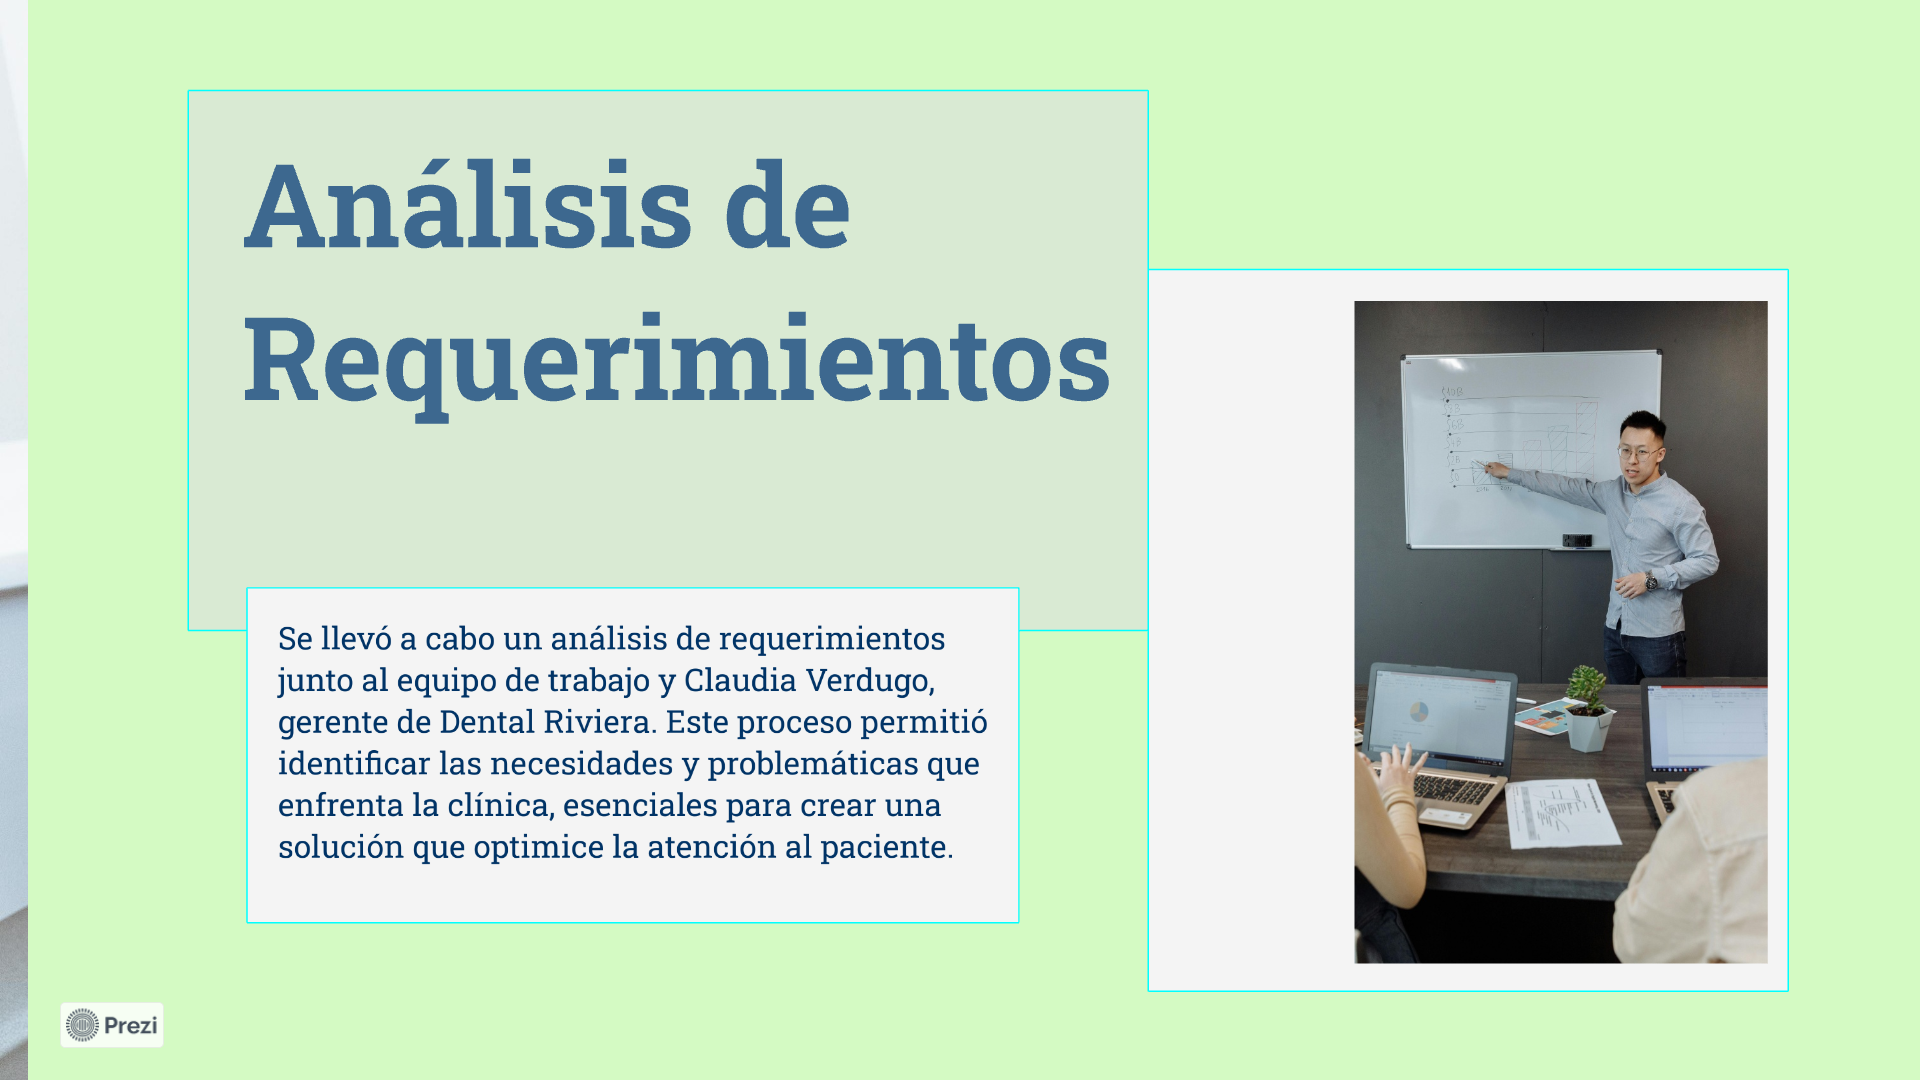 Análisis de
Requerimientos
Se llevó a cabo un análisis de requerimientos
junto al equipo de trabajo y Claudia Verdugo,
gerente de Dental Riviera. Este proceso permitió
identificar las necesidades y problemáticas que
enfrenta la clínica, esenciales para crear una
solución que optimice la atención al paciente.
Prezi